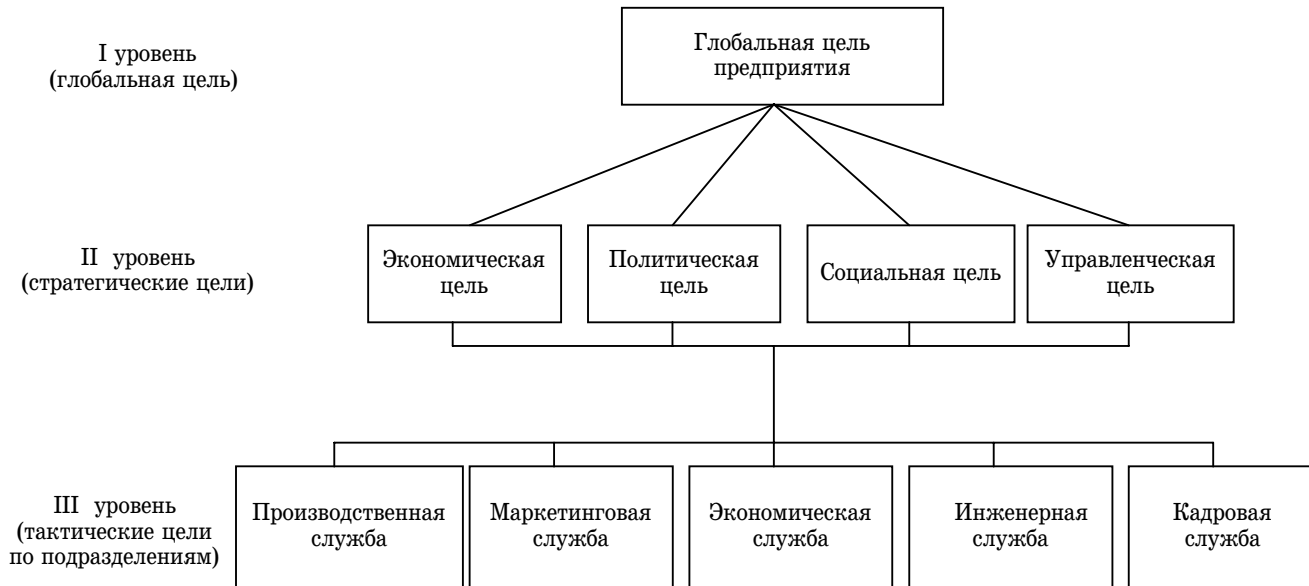 I уровень
(глобальная цель)
Глобальная цель
предприятия
II уровень
(стратегические цели)
Экономическая
цель
Политическая
цель
Социальная цель
Управленческая
цель
III уровень
(тактические цели
по подразделениям)
Производственная
служба
Маркетинговая
служба
Экономическая
служба
Инженерная
служба
Кадровая
служба